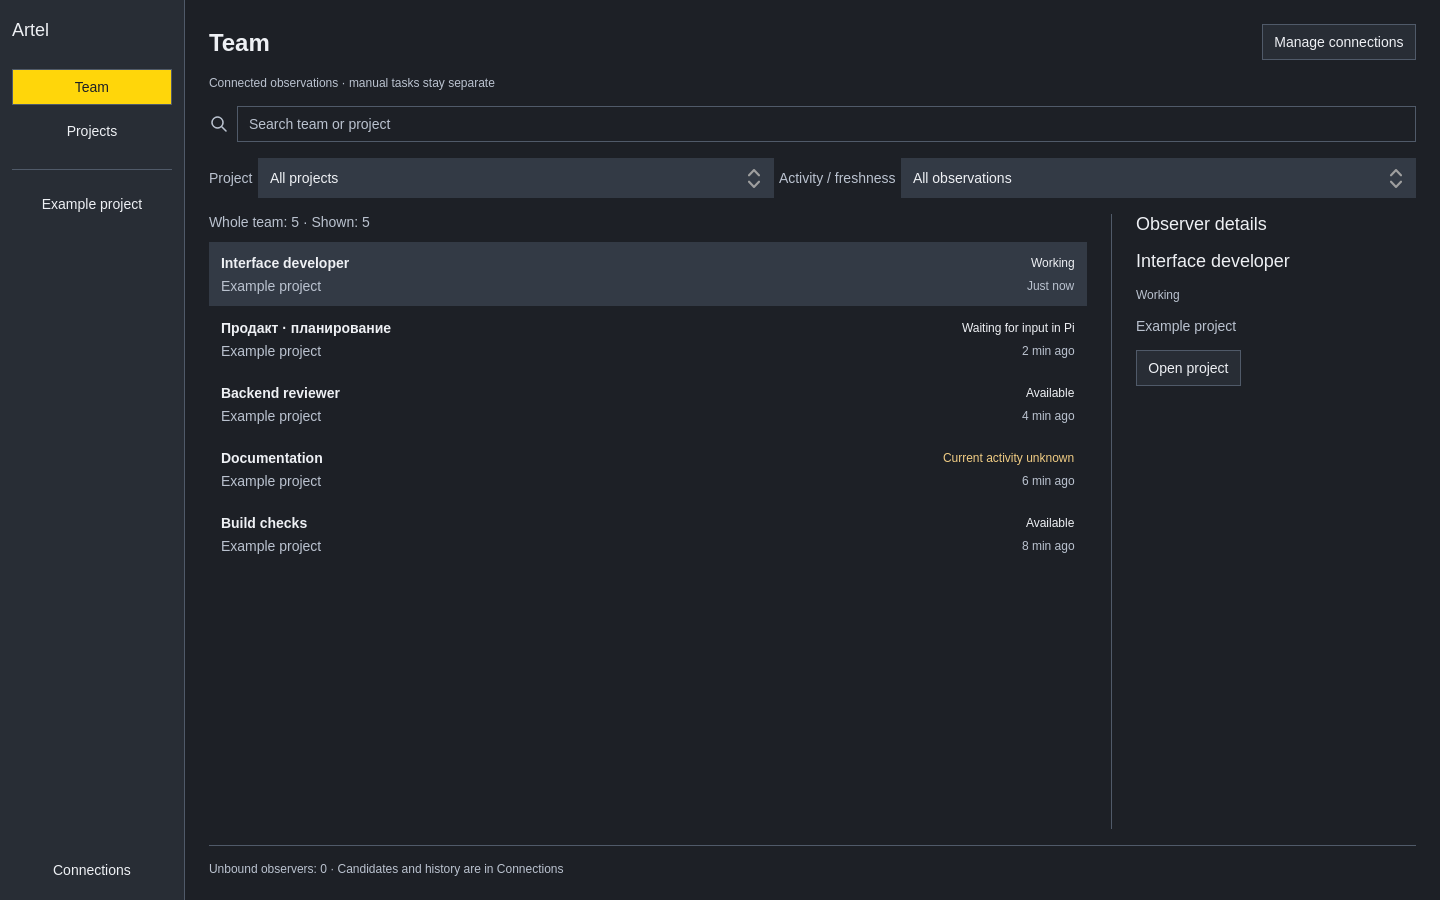 Artel
Team
Projects
Example project
Connections
Team
Manage connections
Connected observations · manual tasks stay separate
Search team or project
Project All projects Activity / freshness All observations
Whole team: 5 · Shown: 5
Interface developer Working
Example project Just now
Продакт · планирование Waiting for input in Pi
Example project 2 min ago
Backend reviewer Available
Example project 4 min ago
Documentation Current activity unknown
Example project 6 min ago
Build checks Available
Example project 8 min ago
Observer details
Interface developer
Working
Example project
Open project
Unbound observers: 0 · Candidates and history are in Connections